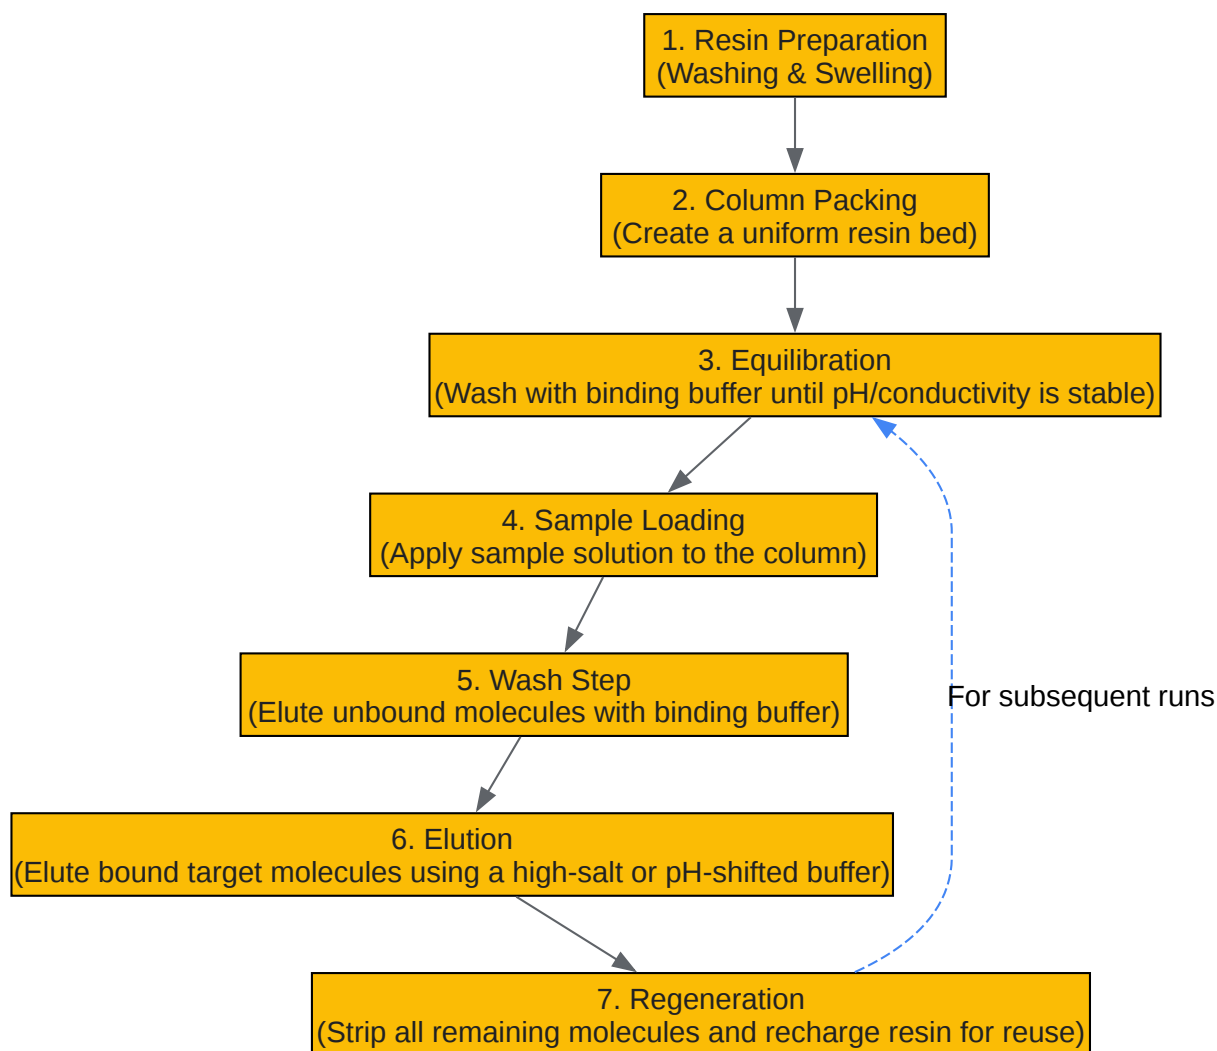 1. Resin Preparation
(Washing & Swelling)
2. Column Packing
(Create a uniform resin bed)
3. Equilibration
(Wash with binding buffer until pH/conductivity is stable)
4. Sample Loading
(Apply sample solution to the column)
5. Wash Step
(Elute unbound molecules with binding buffer)
For subsequent runs
6. Elution
(Elute bound target molecules using a high-salt or pH-shifted buffer)
7. Regeneration
(Strip all remaining molecules and recharge resin for reuse)